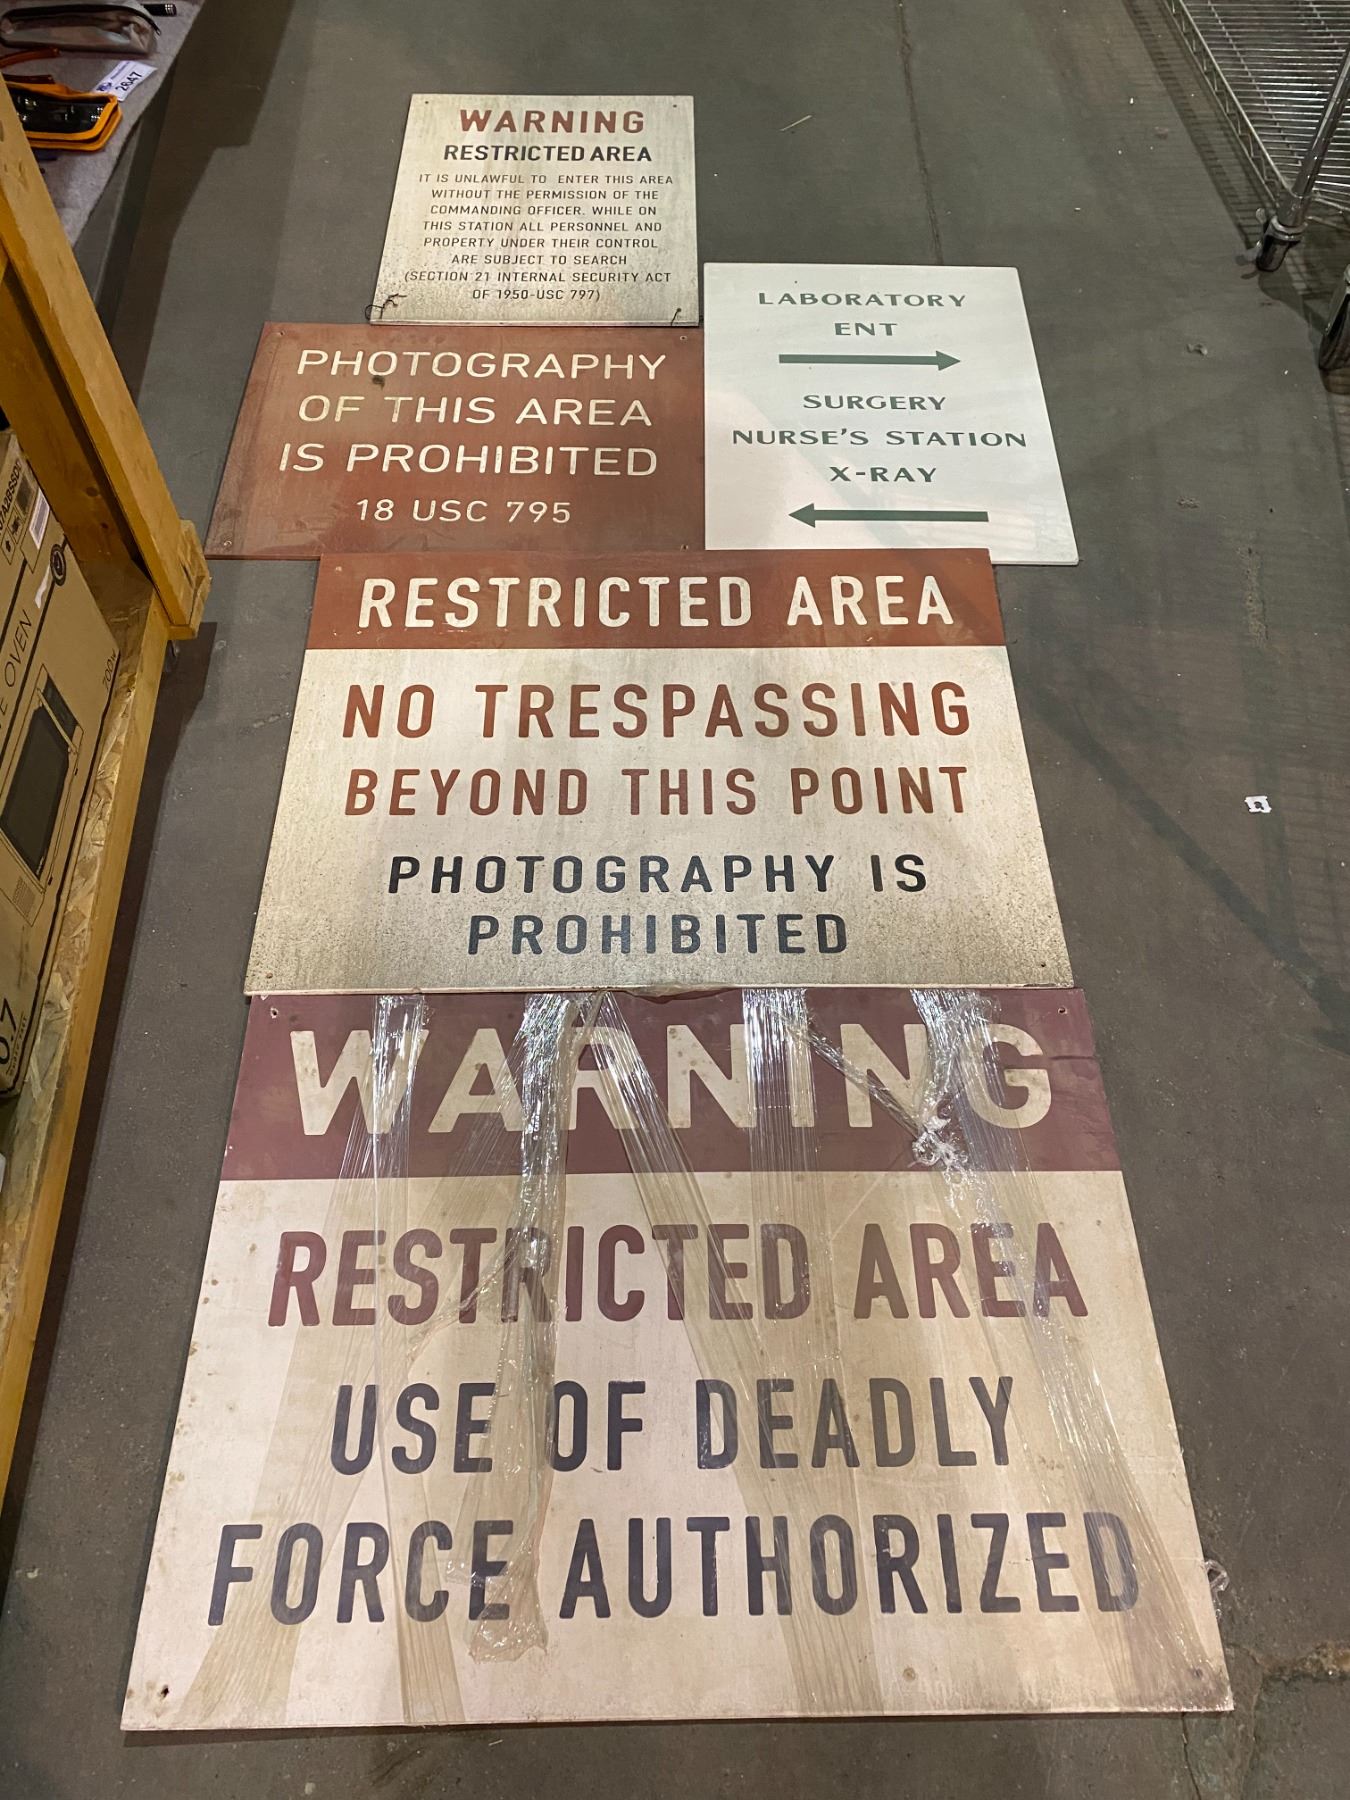 2647
WARNING
RESTRICTED AREA
IT IS UNLAWFUL TO ENTER THIS AREA
WITHOUT THE PERMISSION OF THE
COMMANDING OFFICER. WHILE ON
THIS STATION ALL PERSONNEL AND
PROPERTY UNDER THEIR CONTROL
ARE SUBJECT TO SEARCH
(SECTION 21 INTERNAL SECURITY ACT
OF 1950-USC 797)
LABORATORY
ENT
SURGERY
NURSE'S STATION
X-RAY
PHOTOGRAPHY
OF THIS AREA
IS PROHIBITED
18 USC 795
RESTRICTED AREA
NO TRESPASSING
BEYOND THIS POINT
PHOTOGRAPHY IS
PROHIBITED
WARNING
RESTRICTED AREA
USE OF DEADLY
FORCE AUTHORIZED
OVEN
700W